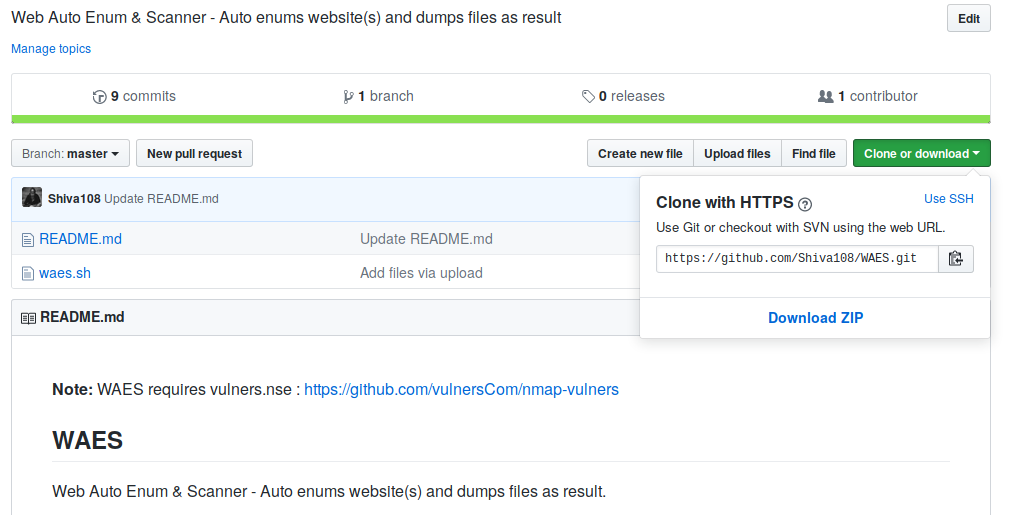 Web Auto Enum & Scanner - Auto enums website(s) and dumps files as result
Edit
Manage topics
9 commits
1 branch
0 releases
1 contributor
Branch: master
New pull request
Create new file
Upload files
Find file
Clone or download
Shiva108 Update README.md
README.md
Update README.md
waes.sh
Add files via upload
Clone with HTTPS ?
Use SSH
Use Git or checkout with SVN using the web URL.
https://github.com/Shiva108/WAES.git
Download ZIP
README.md
Note: WAES requires vulners.nse : https://github.com/vulnersCom/nmap-vulners
WAES
Web Auto Enum & Scanner - Auto enums website(s) and dumps files as result.